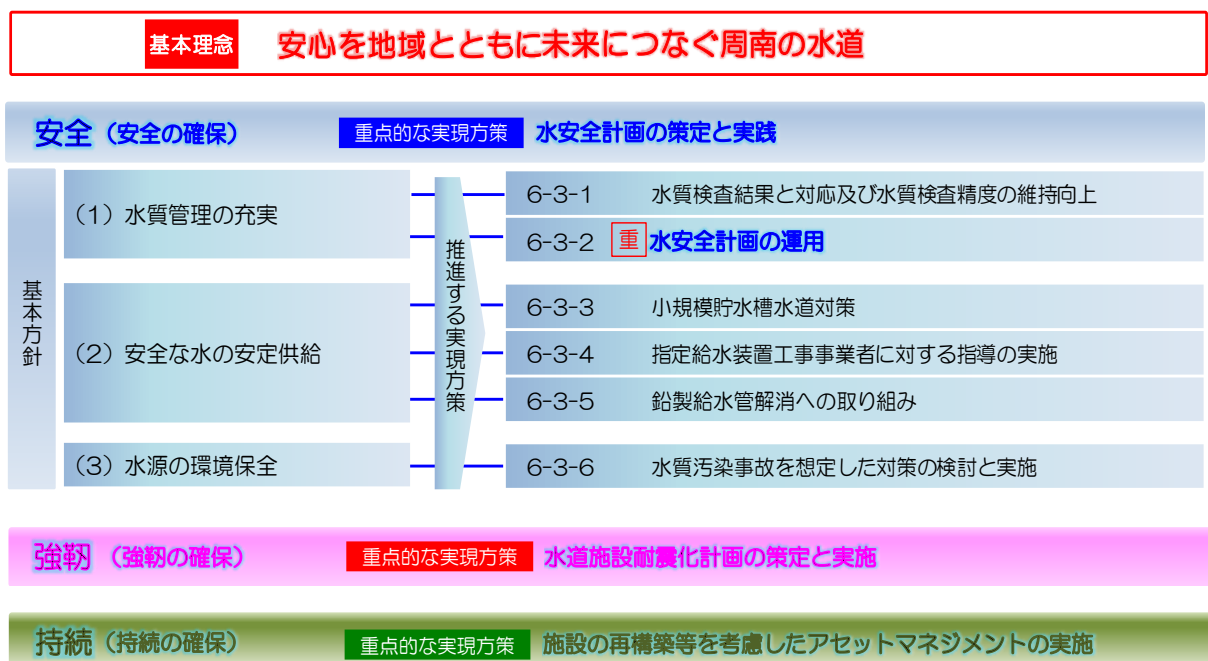 基本理念 安心を地域とともに未来につなぐ周南の水道
安全（安全の確保） 重点的な実現方策 水安全計画の策定と実践
基本方針
（1）水質管理の充実
（2）安全な水の安定供給
（3）水源の環境保全
推進する実現方策
6-3-1 水質検査結果と対応及び水質検査精度の維持向上
6-3-2 重 水安全計画の運用
6-3-3 小規模貯水槽水道対策
6-3-4 指定給水装置工事事業者に対する指導の実施
6-3-5 鉛製給水管解消への取り組み
6-3-6 水質汚染事故を想定した対策の検討と実施
強靭（強靭の確保） 重点的な実現方策 水道施設耐震化計画の策定と実施
持続（持続の確保） 重点的な実現方策 施設の再構築等を考慮したアセットマネジメントの実施